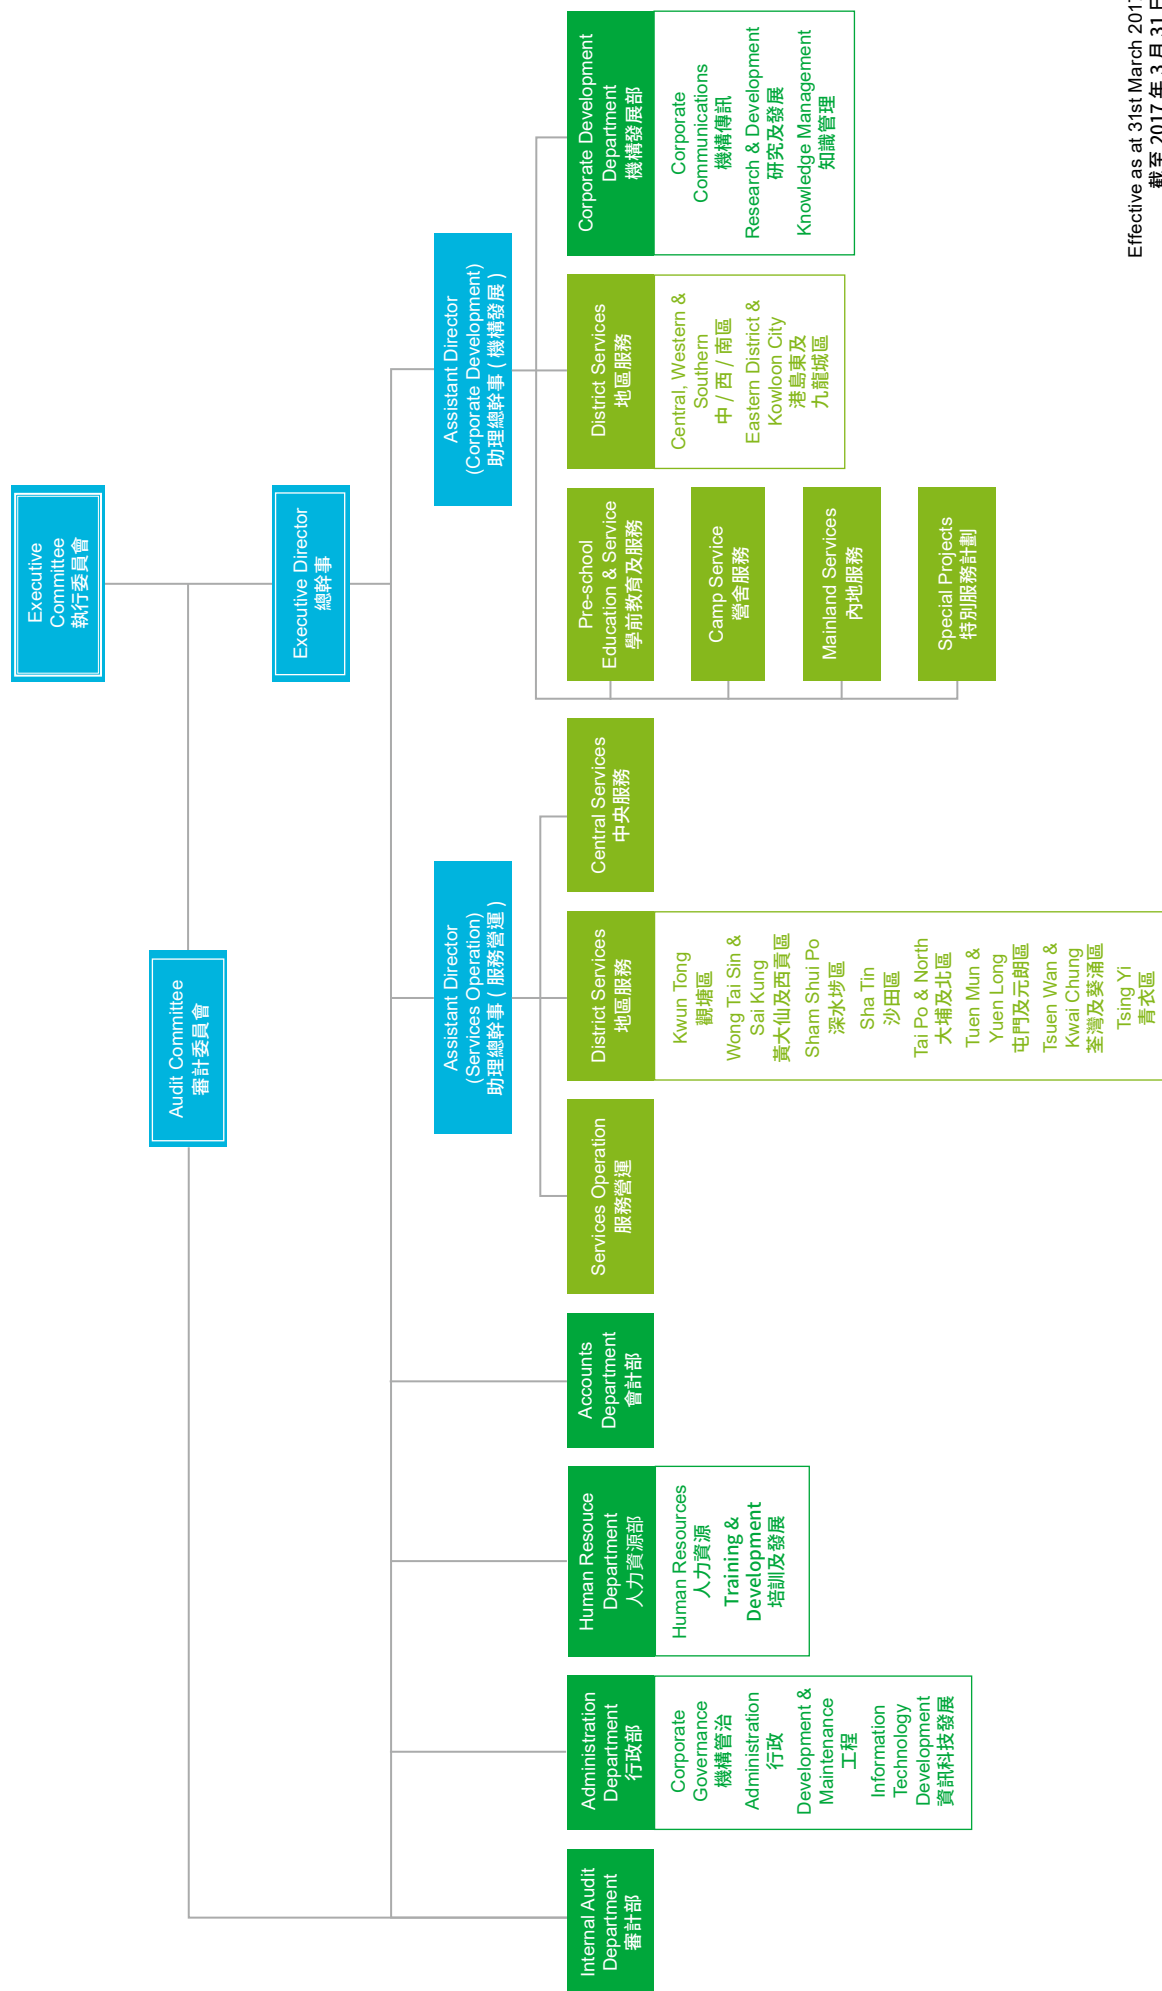 Executive
Committee
執行委員會
Audit Committee
審計委員會
Executive Director
總幹事
Assistant Director
(Services Operation)
助理總幹事 ( 服務營運 )
Assistant Director
(Corporate Development)
助理總幹事 ( 機構發展 )
Internal Audit
Department
審計部
Administration
Department
行政部
Corporate
Governance
機構管治
Administration
行政
Development &
Maintenance
工程
Information
Technology
Development
資訊科技發展
Human Resouce
Department
人力資源部
Human Resources
人力資源
Training &
Development
培訓及發展
Accounts
Department
會計部
Services Operation
服務營運
District Services
地區服務
Kwun Tong
觀塘區
Wong Tai Sin &
Sai Kung
黃大仙及西貢區
Sham Shui Po
深水埗區
Sha Tin
沙田區
Tai Po & North
大埔及北區
Tuen Mun &
Yuen Long
屯門及元朗區
Tsuen Wan &
Kwai Chung
荃灣及葵涌區
Tsing Yi
青衣區
Central Services
中央服務
Pre-school
Education & Service
學前教育及服務
Camp Service
營舍服務
Mainland Services
內地服務
Special Projects
特別服務計劃
District Services
地區服務
Central, Western &
Southern
中 / 西 / 南區
Eastern District &
Kowloon City
港島東及
九龍城區
Corporate Development
Department
機構發展部
Corporate
Communications
機構傳訊
Research & Development
研究及發展
Knowledge Management
知識管理
Effective as at 31st March 2017
截至 2017 年 3 月 31 日